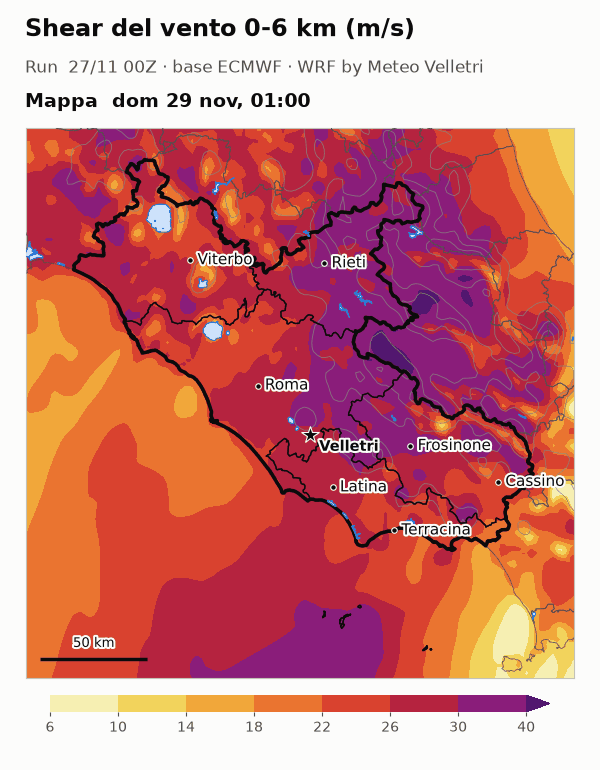 Shear del vento 0-6 km (m/s)
Run  27/11 00Z · base ECMWF · WRF by Meteo Velletri
Mappa  dom 29 nov, 01:00
Viterbo
Rieti
Roma
Velletri
Frosinone
Latina
Cassino
Terracina
50 km
6 10 14 18 22 26 30 40